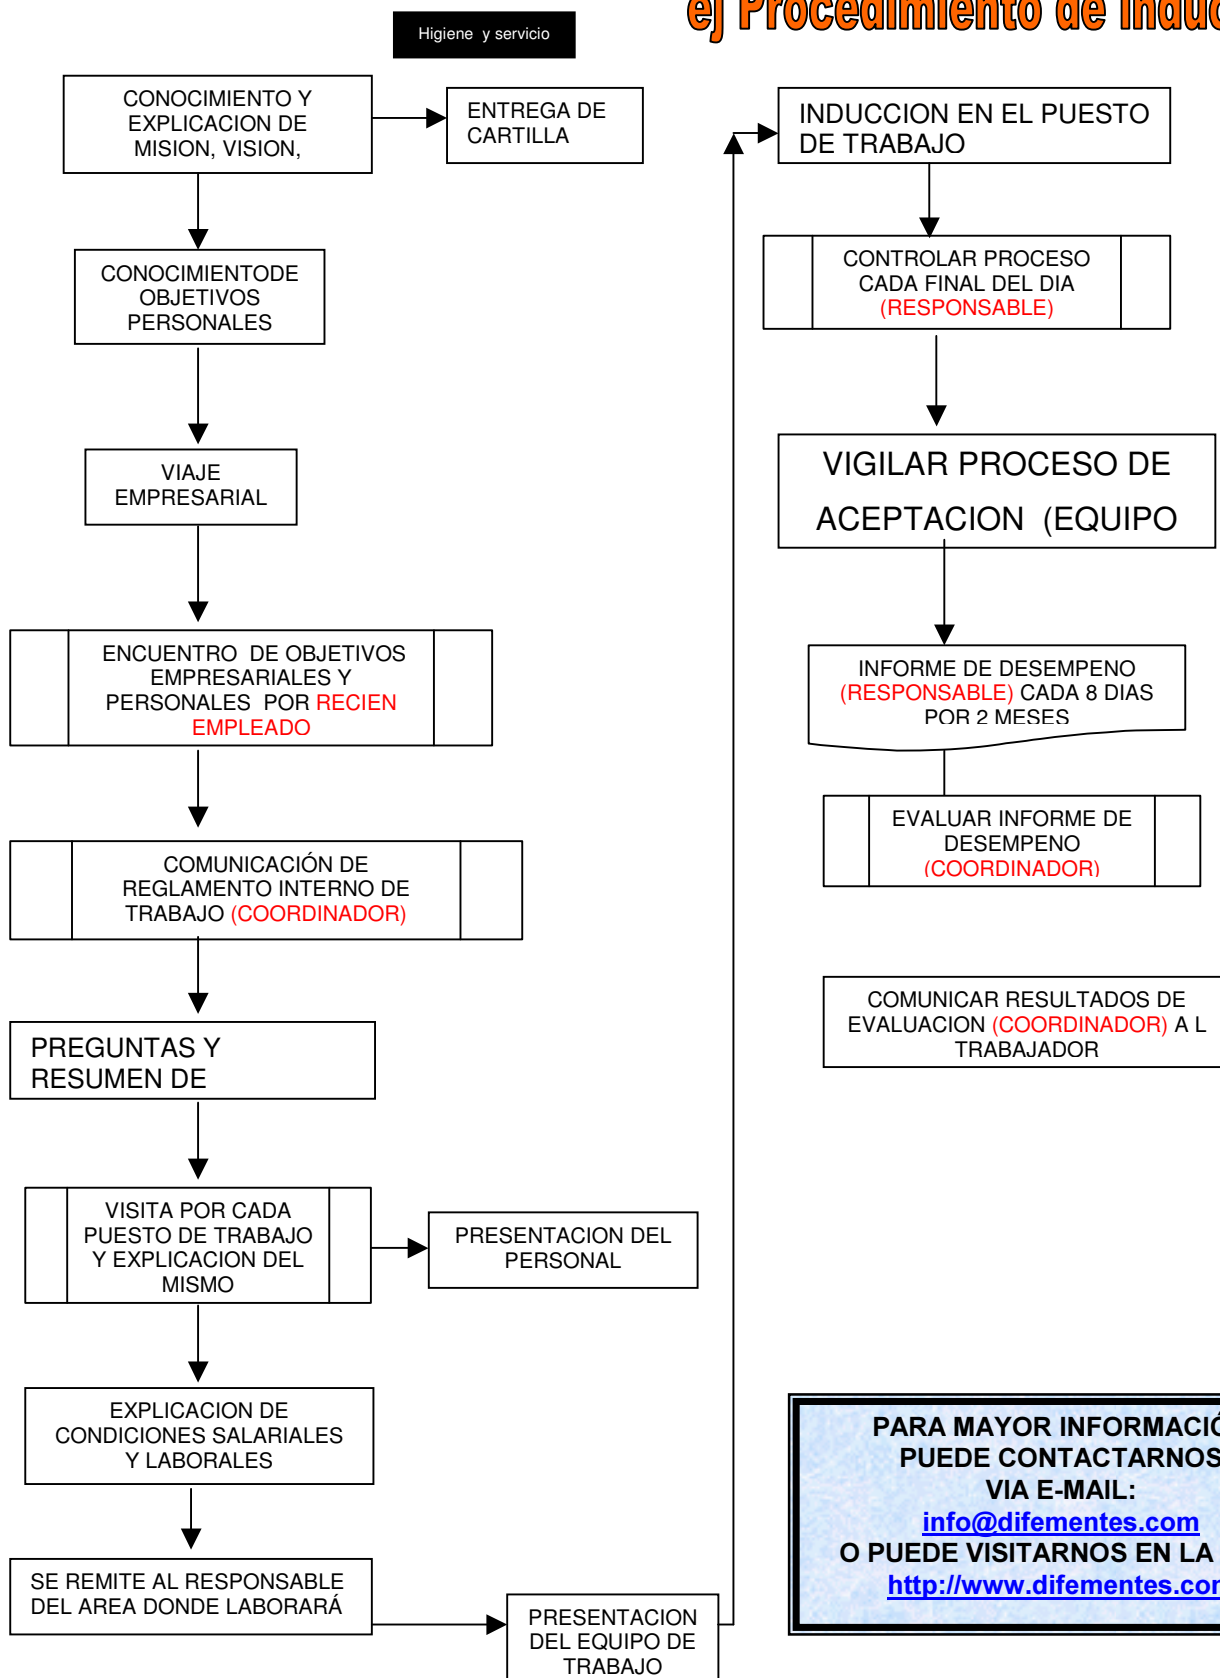 ej Procedimiento de
Higiene y servicio
CONOCIMIENTO Y
EXPLICACION DE
MISION, VISION,
ENTREGA DE
CARTILLA
CONOCIMIENTODE
OBJETIVOS
PERSONALES
VIAJE
EMPRESARIAL
ENCUENTRO DE OBJETIVOS
EMPRESARIALES Y
PERSONALES POR RECIEN
EMPLEADO
COMUNICACIÓN DE
REGLAMENTO INTERNO DE
TRABAJO (COORDINADOR)
PREGUNTAS Y
RESUMEN DE
VISITA POR CADA
PUESTO DE TRABAJO
Y EXPLICACION DEL
MISMO
PRESENTACION DEL
PERSONAL
EXPLICACION DE
CONDICIONES SALARIALES
Y LABORALES
SE REMITE AL RESPONSABLE
DEL AREA DONDE LABORARÁ
PRESENTACION
DEL EQUIPO DE
TRABAJO
INDUCCION EN EL PUESTO
DE TRABAJO
CONTROLAR PROCESO
CADA FINAL DEL DIA
(RESPONSABLE)
VIGILAR PROCESO DE
ACEPTACION (EQUIPO
INFORME DE DESEMPENO
(RESPONSABLE) CADA 8 DIAS
POR 2 MESES
EVALUAR INFORME DE
DESEMPENO
(COORDINADOR)
COMUNICAR RESULTADOS DE
EVALUACION (COORDINADOR) A L
TRABAJADOR
PARA MAYOR INFORMACIÓ
PUEDE CONTACTARNOS
VIA E-MAIL:
info@difementes.com
O PUEDE VISITARNOS EN LA
http://www.difementes.com